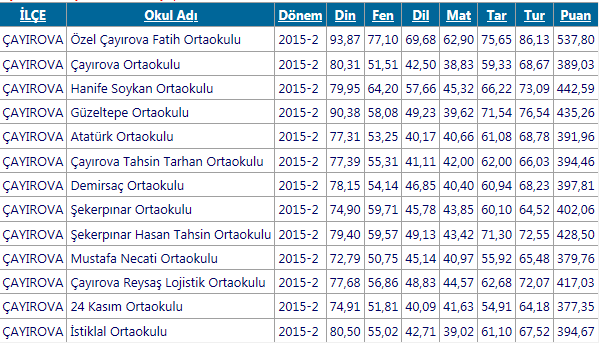 İLÇE Okul Adı Dönem Din Fen Dil Mat Tar Tur Puan
ÇAYIROVA Özel Çayırova Fatih Ortaokulu 2015-2 93,87 77,10 69,68 62,90 75,65 86,13 537,80
ÇAYIROVA Çayırova Ortaokulu 2015-2 80,31 51,51 42,50 38,83 59,33 68,67 389,03
ÇAYIROVA Hanife Soykan Ortaokulu 2015-2 79,95 64,20 57,66 45,32 66,22 73,09 442,59
ÇAYIROVA Güzeltepe Ortaokulu 2015-2 90,38 58,08 49,23 39,62 71,54 76,54 435,26
ÇAYIROVA Atatürk Ortaokulu 2015-2 77,31 53,25 40,17 40,66 61,08 68,78 391,96
ÇAYIROVA Çayırova Tahsin Tarhan Ortaokulu 2015-2 77,39 55,31 41,11 42,00 62,00 66,03 394,46
ÇAYIROVA Demirsaç Ortaokulu 2015-2 78,15 54,14 46,85 40,40 60,94 68,23 397,81
ÇAYIROVA Şekerpınar Ortaokulu 2015-2 74,90 59,71 45,78 43,85 60,10 64,52 402,06
ÇAYIROVA Şekerpınar Hasan Tahsin Ortaokulu 2015-2 79,40 59,57 49,13 43,42 71,30 72,55 428,50
ÇAYIROVA Mustafa Necati Ortaokulu 2015-2 72,79 50,75 45,14 40,97 55,92 65,48 379,76
ÇAYIROVA Çayırova Reysaş Lojistik Ortaokulu 2015-2 77,68 56,86 48,83 44,57 62,68 72,07 417,03
ÇAYIROVA 24 Kasım Ortaokulu 2015-2 74,91 51,81 40,09 41,63 54,91 64,18 377,35
ÇAYIROVA İstiklal Ortaokulu 2015-2 80,50 55,02 42,71 39,02 61,10 67,52 394,67